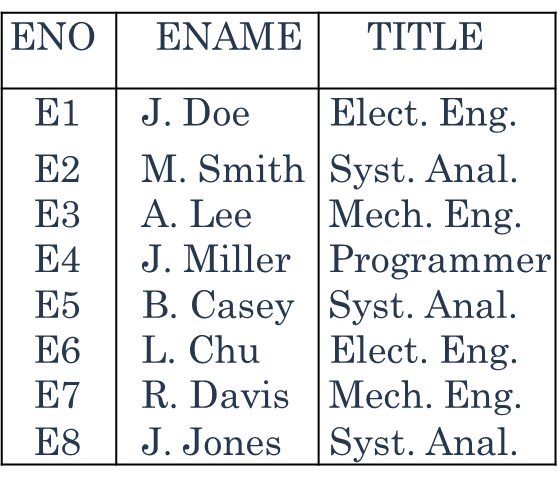 ENO ENAME TITLE
E1 J. Doe Elect. Eng.
E2 M. Smith Syst. Anal.
E3 A. Lee Mech. Eng.
E4 J. Miller Programmer
E5 B. Casey Syst. Anal.
E6 L. Chu Elect. Eng.
E7 R. Davis Mech. Eng.
E8 J. Jones Syst. Anal.